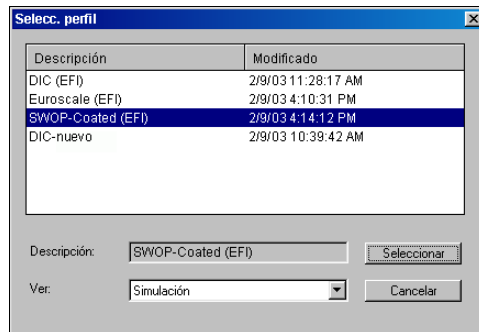 Selecc. perfil
Descripción Modificado
DIC (EFI) 2/9/03 11:28:17 AM
Euroscale (EFI) 2/9/03 4:10:31 PM
SWOP-Coated (EFI) 2/9/03 4:14:12 PM
DIC-nuevo 2/9/03 10:39:42 AM
Descripción: SWOP-Coated (EFI) Seleccionar
Ver: Simulación Cancelar